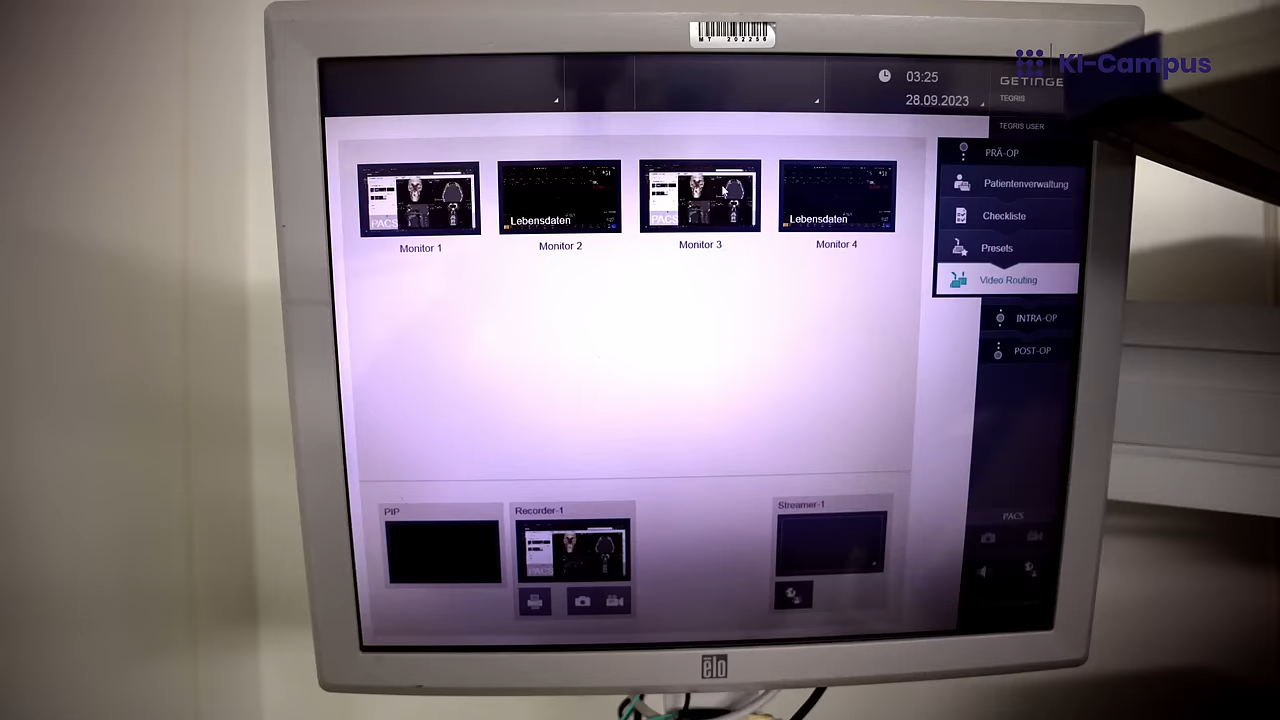 MT 202256
KI-Campus
03:25
GETINGE
28.09.2023
TEGRIS
TEGRIS USER
PRÄ-OP
Patientenverwaltung
Checkliste
Presets
Video Routing
INTRA-OP
POST-OP
PACS
Lebensdaten
PACS
Lebensdaten
Monitor 1
Monitor 2
Monitor 3
Monitor 4
PIP
Recorder-1
Streamer-1
PACS
PACS
elo